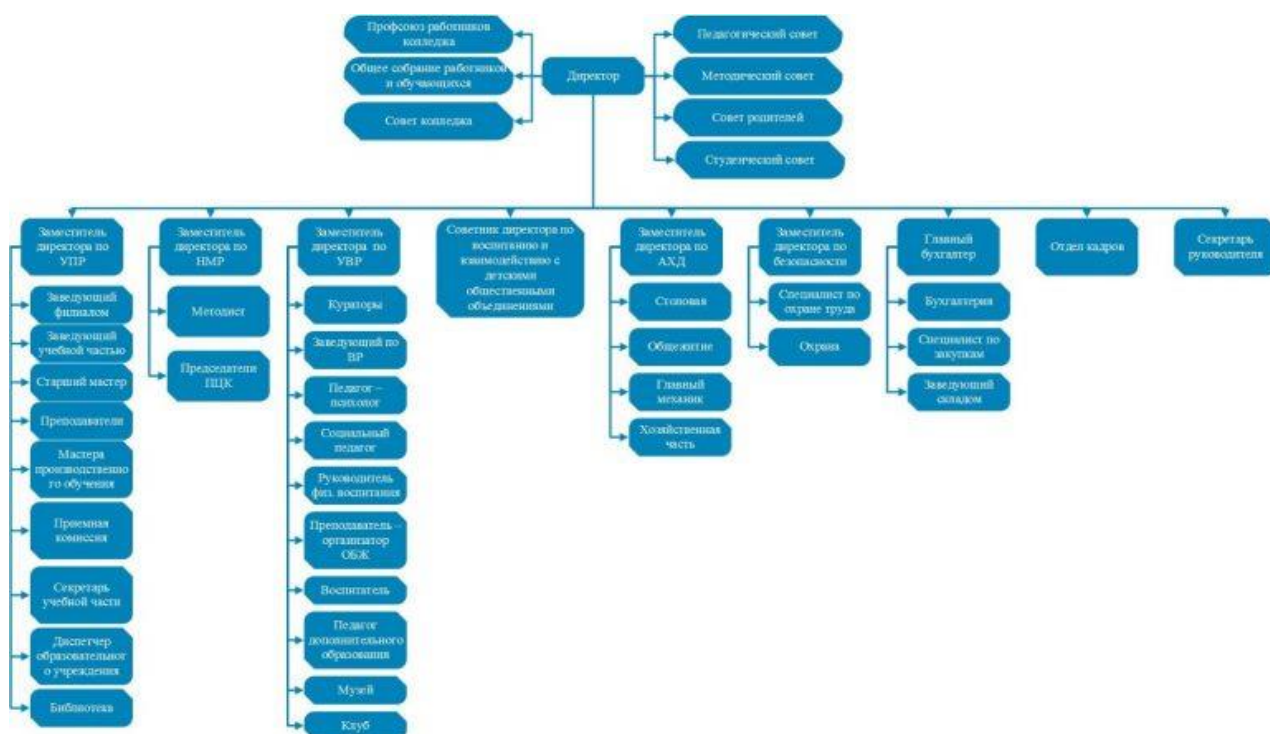 Профсоюз работников
колледжа
Общее собрание работников
и обучающихся
Совет колледжа
Директор
Педагогический совет
Методический совет
Совет родителей
Студенческий совет
Заместитель
директора по
УПР
Заведующий
филиалом
Заведующий
учебной частью
Старший мастер
Преподаватели
Мастера
производственно
го обучения
Приемная
комиссия
Секретарь
учебной части
Диспетчер
образовательног
о учреждения
Библиотека
Заместитель
директора по
НМР
Методист
Председатели
ПЦК
Заместитель
директора по
УВР
Кураторы
Заведующий по
ВР
Педагог –
психолог
Социальный
педагог
Руководитель
физ. воспитания
Преподаватель –
организатор
ОБЖ
Воспитатель
Педагог
дополнительного
образования
Музей
Клуб
Советник директора по
воспитанию и
взаимодействию с
детскими
общественными
объединениями
Заместитель
директора по
АХД
Столовая
Общежитие
Главный
механик
Хозяйственная
часть
Заместитель
директора по
безопасности
Специалист по
охране труда
Охрана
Главный
бухгалтер
Бухгалтерия
Специалист по
закупкам
Заведующий
складом
Отдел кадров
Секретарь
руководителя